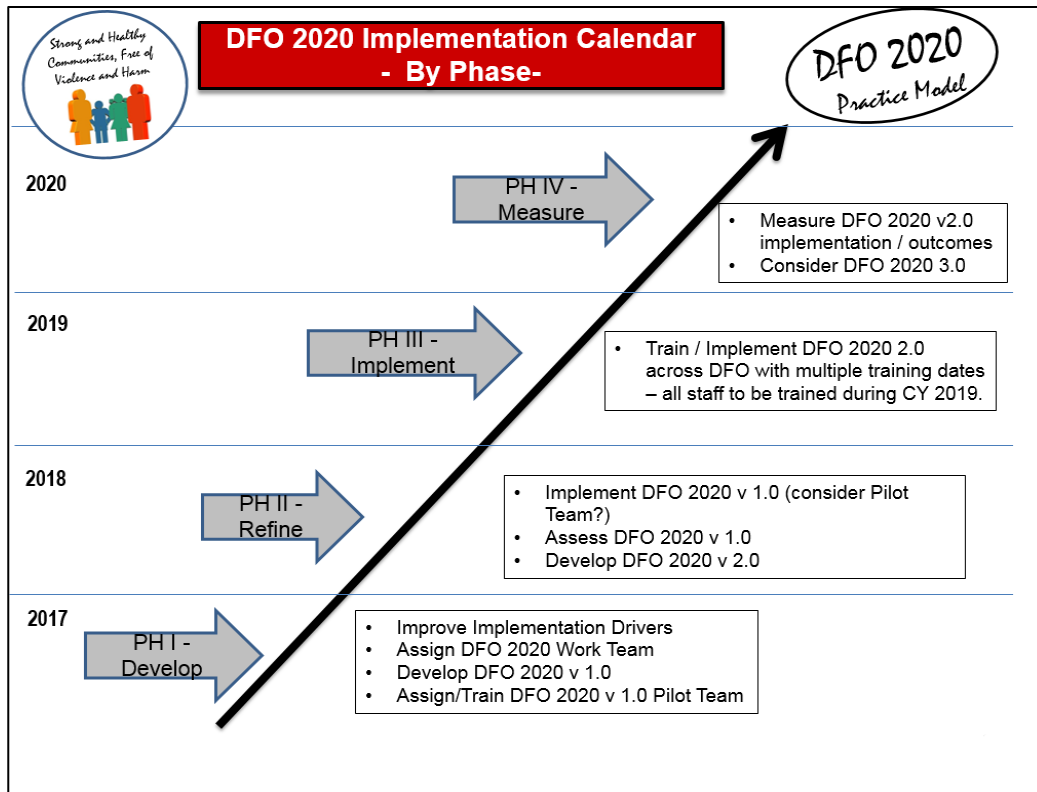 Strong and Healthy
Communities, Free of
Violence and Harm
DFO 2020 Implementation Calendar
- By Phase-
DFO 2020
Practice Model
2020
PH IV -
Measure
• Measure DFO 2020 v2.0
implementation / outcomes
• Consider DFO 2020 3.0
2019
PH III -
Implement
• Train / Implement DFO 2020 2.0
across DFO with multiple training dates
– all staff to be trained during CY 2019.
2018
PH II -
Refine
• Implement DFO 2020 v 1.0 (consider Pilot
Team?)
• Assess DFO 2020 v 1.0
• Develop DFO 2020 v 2.0
2017
PH I -
Develop
• Improve Implementation Drivers
• Assign DFO 2020 Work Team
• Develop DFO 2020 v 1.0
• Assign/Train DFO 2020 v 1.0 Pilot Team